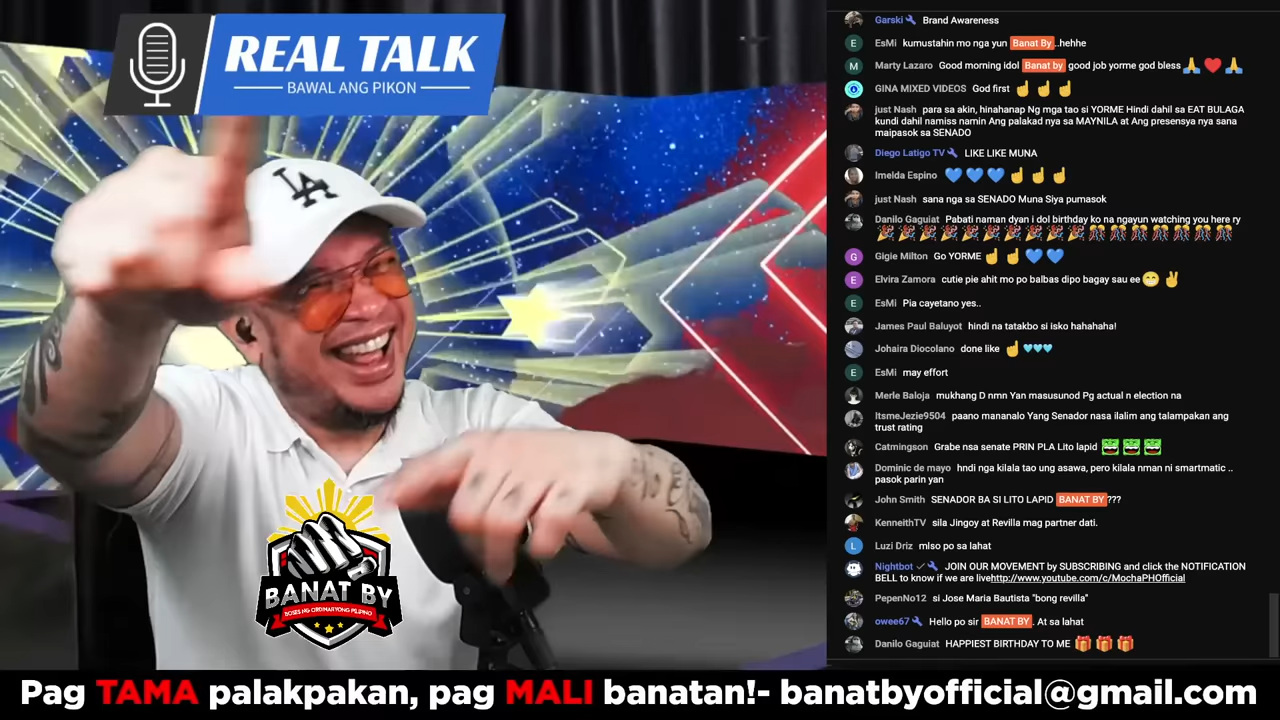 REAL TALK
BAWAL ANG PIKON
LA
BANAT BY
BOSES NG ORDINARYONG PILIPINO
Garski Brand Awareness
E EsMi kumustahin mo nga yun Banat By ..hehhe
M Marty Lazaro Good morning idol Banat by good job yorme god bless 🙏 ❤️ 🙏
GINA MIXED VIDEOS God first ☝️ ☝️ ☝️
just Nash para sa akin, hinahanap Ng mga tao si YORME Hindi dahil sa EAT BULAGA
kundi dahil namiss namin Ang palakad nya sa MAYNILA at Ang presensya nya sana
maipasok sa SENADO
Diego Latigo TV LIKE LIKE MUNA
Imelda Espino 💙 💙 💙 ☝️ ☝️ ☝️
just Nash sana nga sa SENADO Muna Siya pumasok
Danilo Gaguiat Pabati naman dyan i dol birthday ko na ngayun watching you here ry
🎉 🎉 🎉 🎉 🎉 🎉 🎉 🎉 🎉 🎉 🎊 🎊 🎊 🎊 🎊 🎊 🎊
G Gigie Milton Go YORME ☝️ ☝️ 💙 💙
E Elvira Zamora cutie pie ahit mo po balbas dipo bagay sau ee 😁 ✌️
E EsMi Pia cayetano yes..
James Paul Baluyot hindi na tatakbo si isko hahahaha!
Johaira Diocolano done like ☝️ 🩵🩵🩵
E EsMi may effort
Merle Baloja mukhang D nmn Yan masusunod Pg actual n election na
ItsmeJezie9504 paano mananalo Yang Senador nasa ilalim ang talampakan ang
trust rating
Catmingson Grabe nsa senate PRIN PLA Lito lapid
Dominic de mayo hndi nga kilala tao ung asawa, pero kilala nman ni smartmatic ..
pasok parin yan
John Smith SENADOR BA SI LITO LAPID BANAT BY ???
KenneithTV sila Jingoy at Revilla mag partner dati.
L Luzi Driz mlso po sa lahat
Nightbot JOIN OUR MOVEMENT by SUBSCRIBING and click the NOTIFICATION
BELL to know if we are livehttp://www.youtube.com/c/MochaPHOfficial
PepenNo12 si Jose Maria Bautista "bong revilla"
owee67 Hello po sir BANAT BY . At sa lahat
Danilo Gaguiat HAPPIEST BIRTHDAY TO ME 🎁 🎁 🎁
Pag TAMA palakpakan, pag MALI banatan!- banatbyofficial@gmail.com